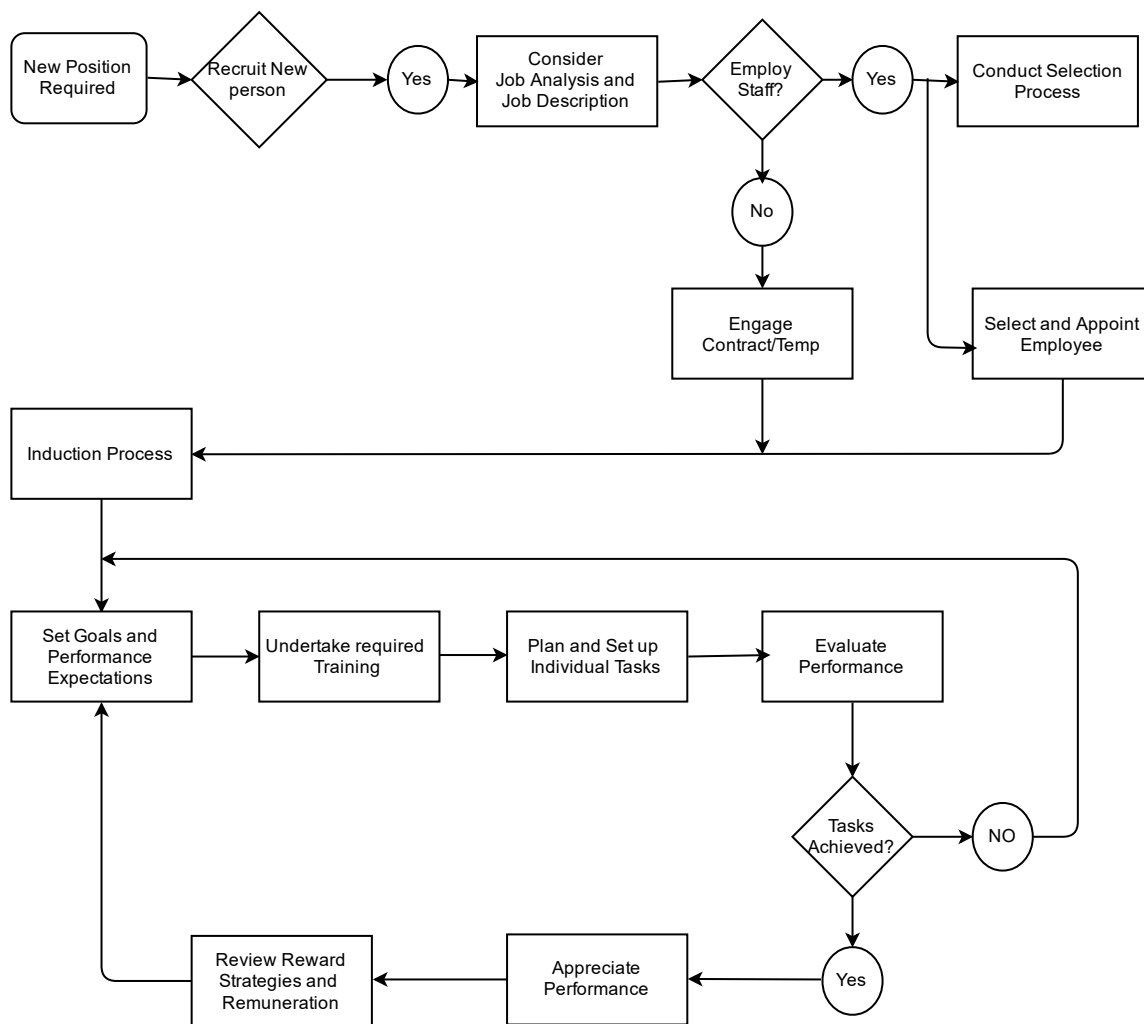 New Position
Required
Recruit New
person
Yes
Consider
Job Analysis and
Job Description
Employ
Staff?
Yes
Conduct Selection
Process
No
Engage
Contract/Temp
Select and Appoint
Employee
Induction Process
Set Goals and
Performance
Expectations
Undertake required
Training
Plan and Set up
Individual Tasks
Evaluate
Performance
Tasks
Achieved?
NO
Review Reward
Strategies and
Remuneration
Appreciate
Performance
Yes